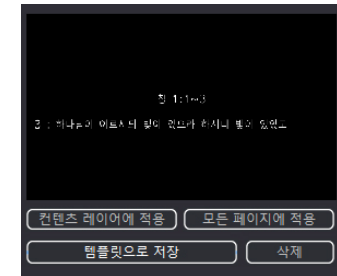 창 1:1~3
3 : 하나님이 이르시되 빛이 있으라 하시니 빛이 있었고
컨텐츠 레이어에 적용
모든 페이지에 적용
템플릿으로 저장
삭제